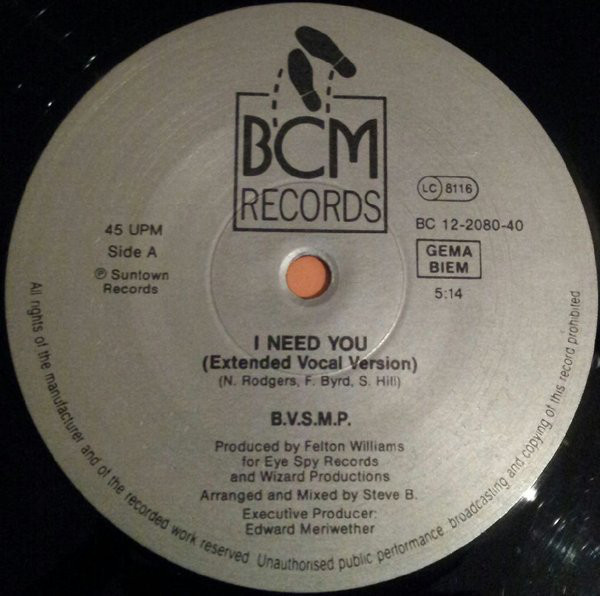 BCM
RECORDS
LC 8116
45 UPM
Side A
℗ Suntown
Records
BC 12-2080-40
GEMA
BIEM
5:14
I NEED YOU
(Extended Vocal Version)
(N. Rodgers, F. Byrd, S. Hill)
B.V.S.M.P.
Produced by Felton Williams
for Eye Spy Records
and Wizard Productions
Arranged and Mixed by Steve B.
Executive Producer:
Edward Meriwether
All rights of the manufacturer and of the recorded work reserved. Unauthorised public performance, broadcasting and copying of this record prohibited